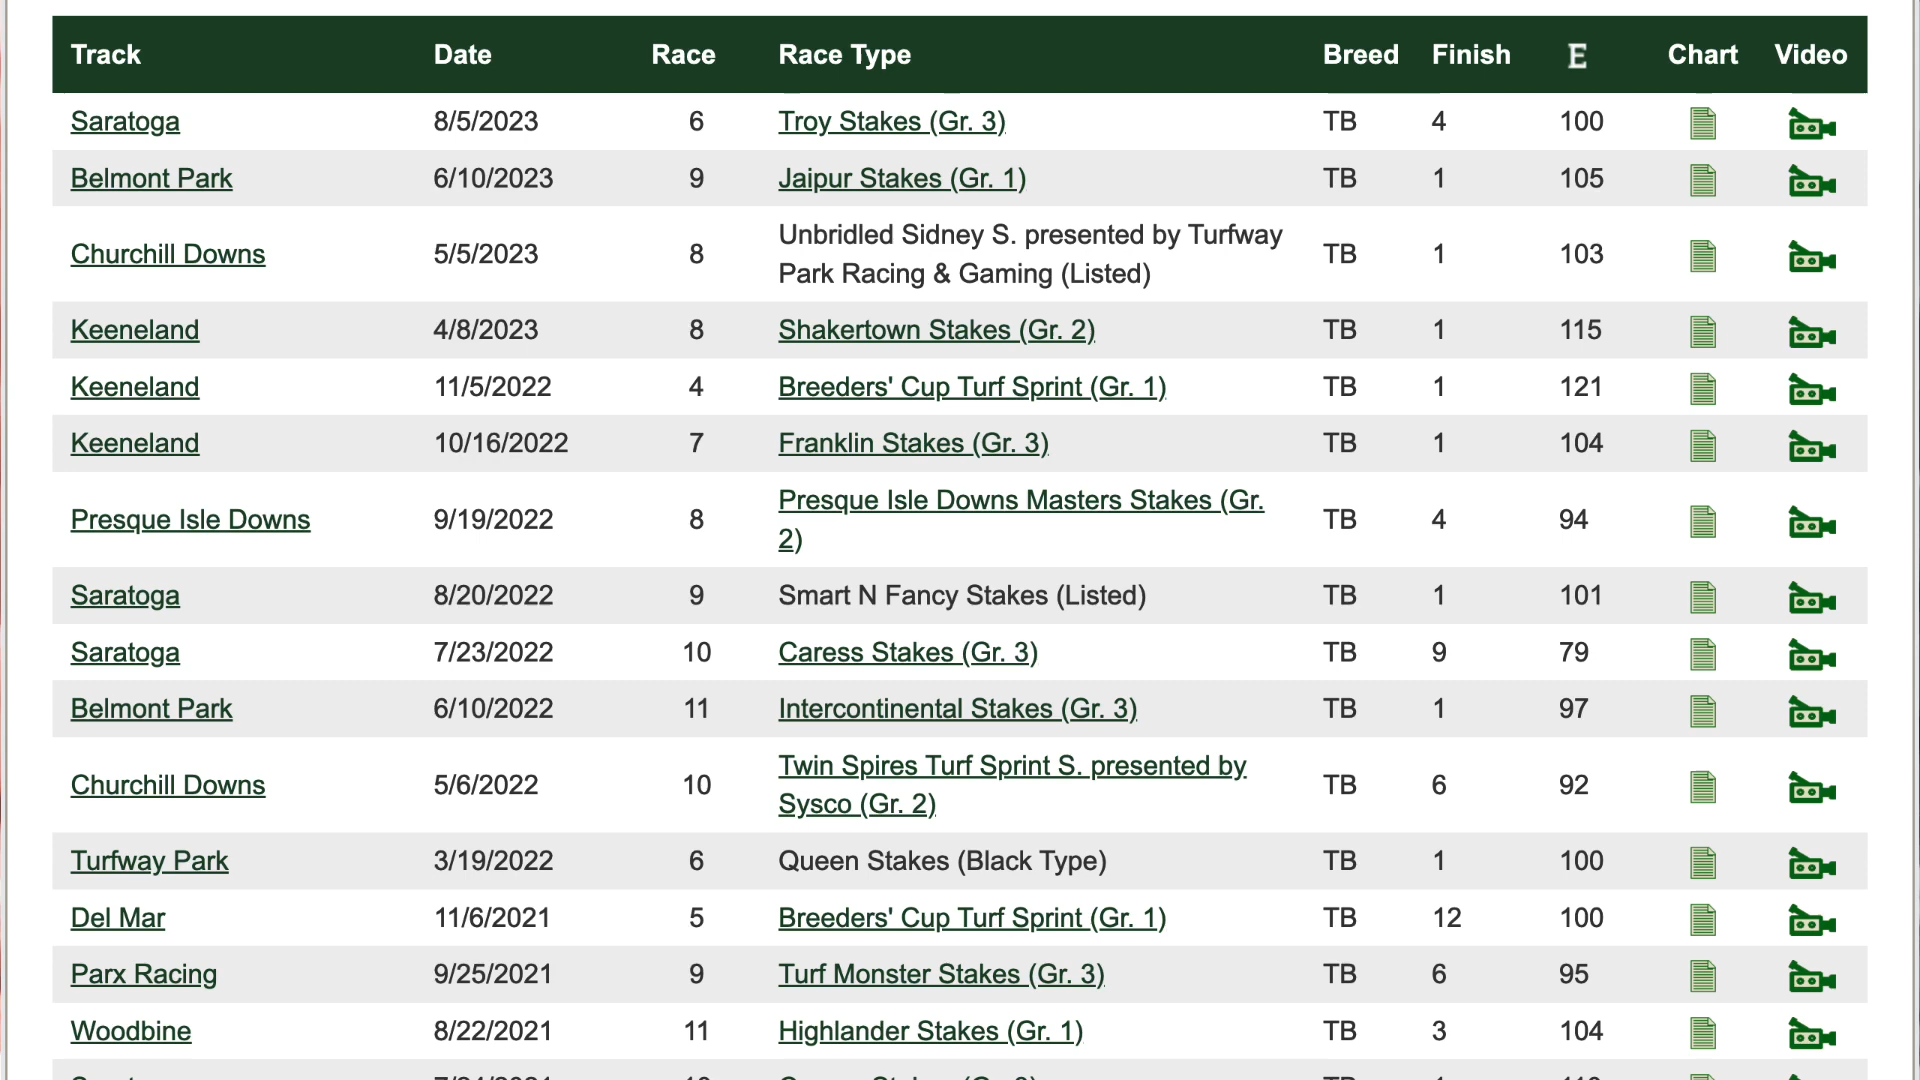 Track Date Race Race Type Breed Finish E Chart Video
Saratoga 8/5/2023 6 Troy Stakes (Gr. 3) TB 4 100
Belmont Park 6/10/2023 9 Jaipur Stakes (Gr. 1) TB 1 105
Unbridled Sidney S. presented by Turfway
Churchill Downs 5/5/2023 8 TB 1 103
Park Racing & Gaming (Listed)
Keeneland 4/8/2023 8 Shakertown Stakes (Gr. 2) TB 1 115
Keeneland 11/5/2022 4 Breeders' Cup Turf Sprint (Gr. 1) TB 1 121
Keeneland 10/16/2022 7 Franklin Stakes (Gr. 3) TB 1 104
Presque Isle Downs Masters Stakes (Gr.
Presque Isle Downs 9/19/2022 8 TB 4 94
2)
Saratoga 8/20/2022 9 Smart N Fancy Stakes (Listed) TB 1 101
Saratoga 7/23/2022 10 Caress Stakes (Gr. 3) TB 9 79
Belmont Park 6/10/2022 11 Intercontinental Stakes (Gr. 3) TB 1 97
Twin Spires Turf Sprint S. presented by
Churchill Downs 5/6/2022 10 TB 6 92
Sysco (Gr. 2)
Turfway Park 3/19/2022 6 Queen Stakes (Black Type) TB 1 100
Del Mar 11/6/2021 5 Breeders' Cup Turf Sprint (Gr. 1) TB 12 100
Parx Racing 9/25/2021 9 Turf Monster Stakes (Gr. 3) TB 6 95
Woodbine 8/22/2021 11 Highlander Stakes (Gr. 1) TB 3 104